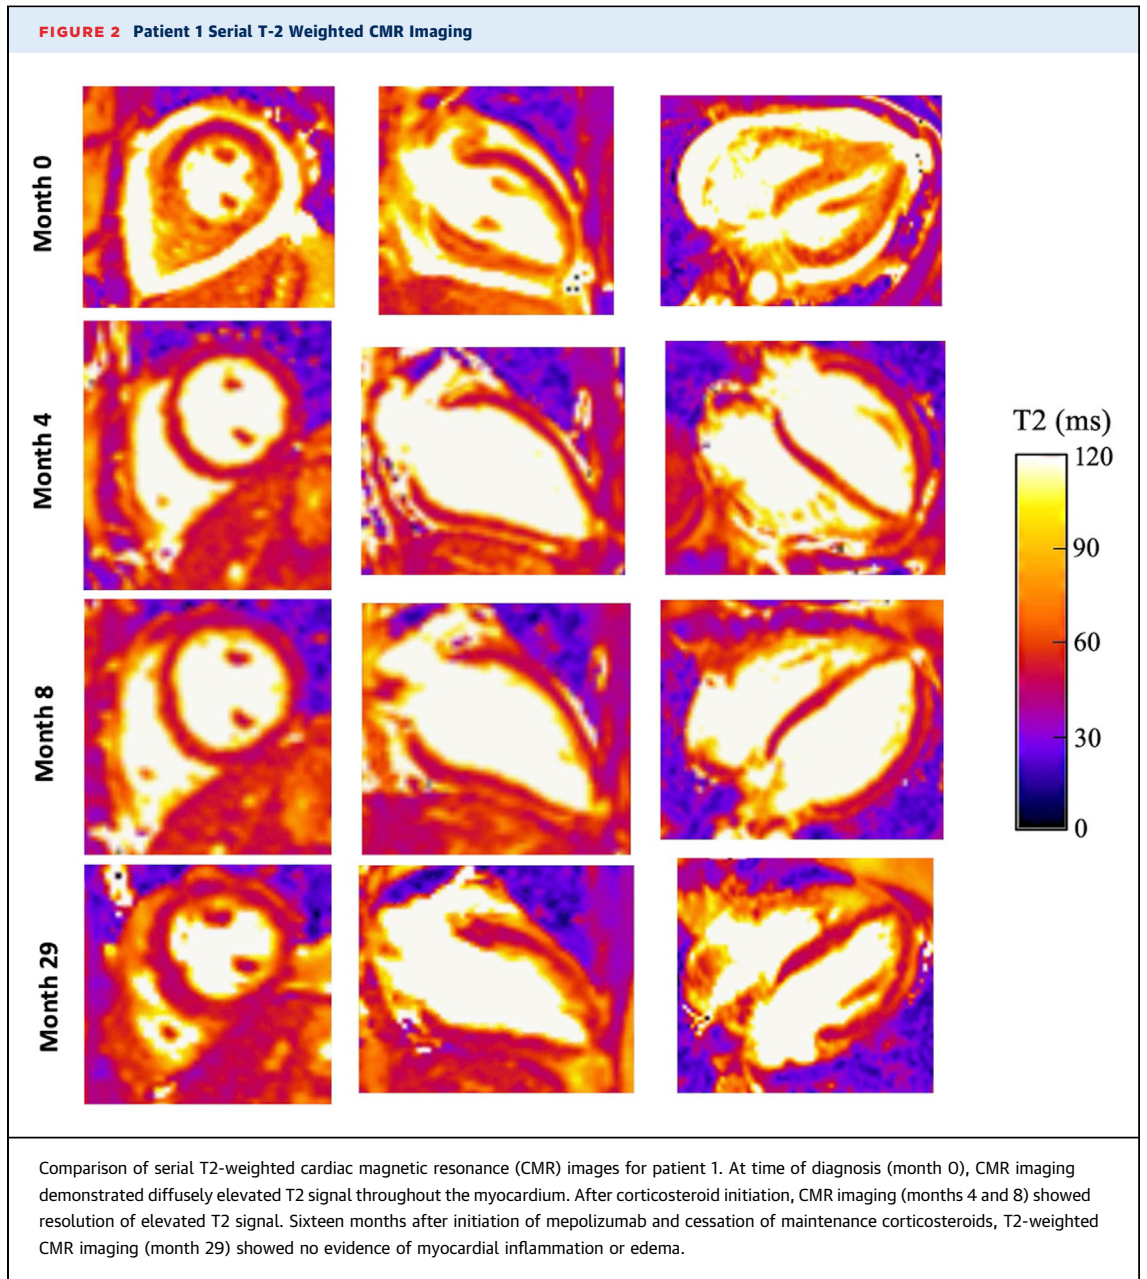 FIGURE 2 Patient 1 Serial T-2 Weighted CMR Imaging
Month 0
Month 4
Month 8
Month 29
T2 (ms)
120
90
60
30
0
Comparison of serial T2-weighted cardiac magnetic resonance (CMR) images for patient 1. At time of diagnosis (month 0), CMR imaging
demonstrated diffusely elevated T2 signal throughout the myocardium. After corticosteroid initiation, CMR imaging (months 4 and 8) showed
resolution of elevated T2 signal. Sixteen months after initiation of mepolizumab and cessation of maintenance corticosteroids, T2-weighted
CMR imaging (month 29) showed no evidence of myocardial inflammation or edema.